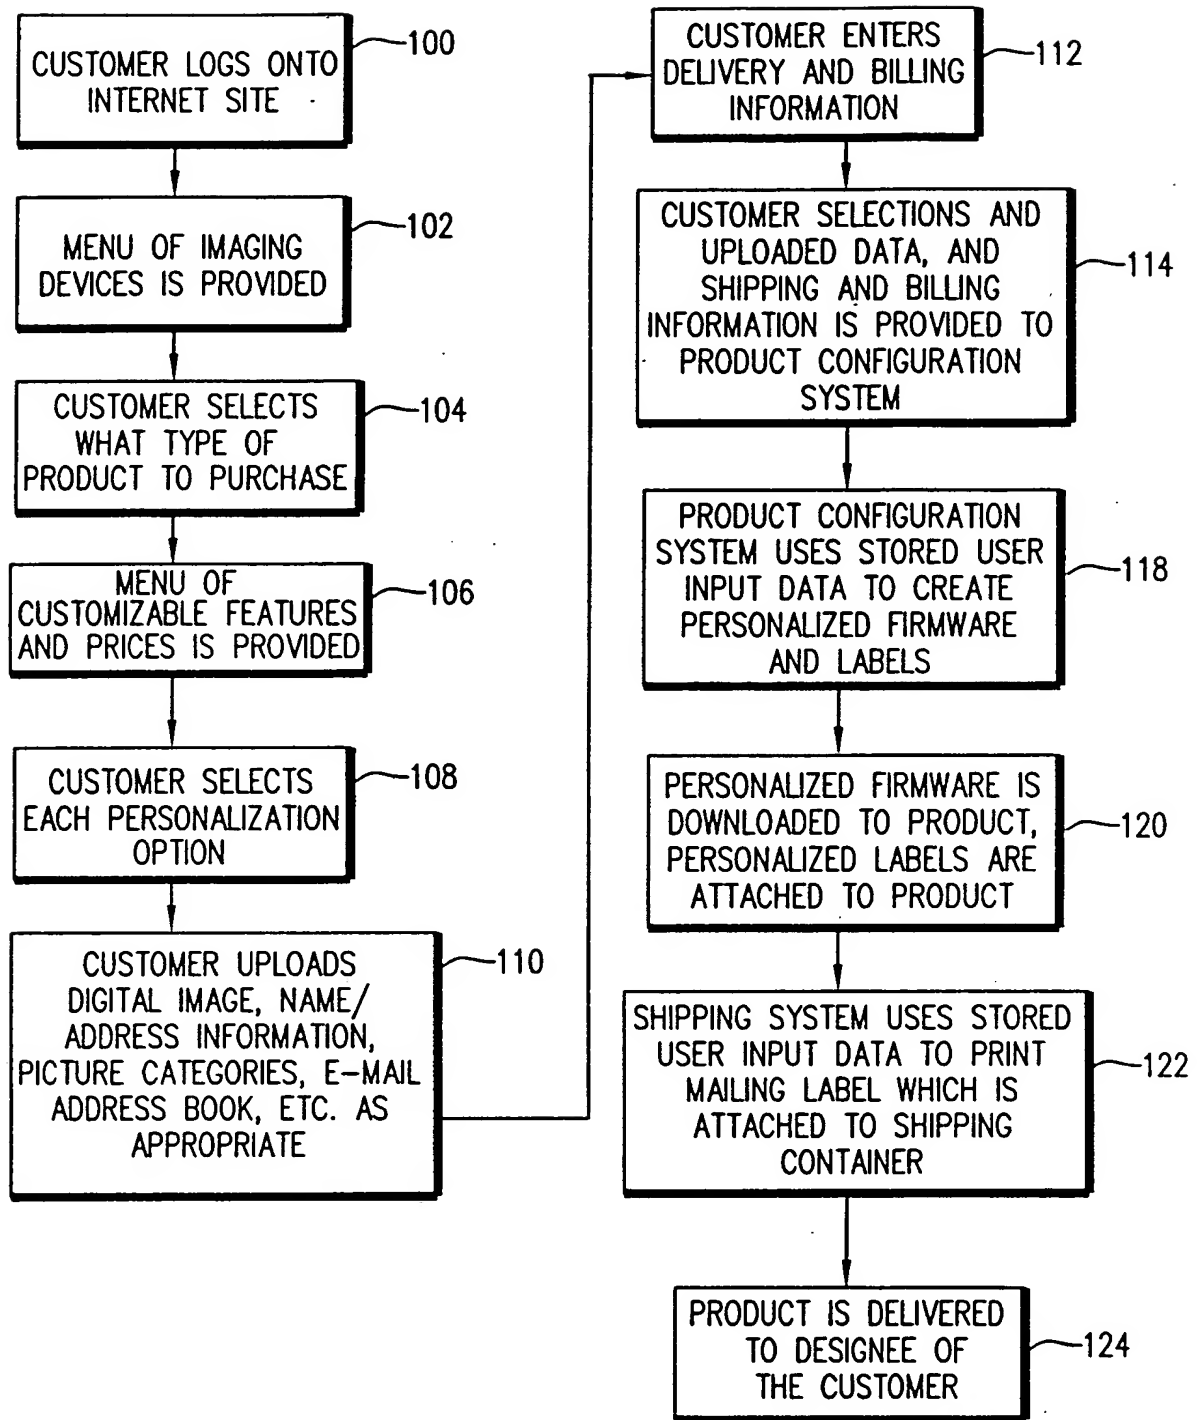 CUSTOMER LOGS ONTO
INTERNET SITE
100
MENU OF IMAGING
DEVICES IS PROVIDED
102
CUSTOMER SELECTS
WHAT TYPE OF
PRODUCT TO PURCHASE
104
MENU OF
CUSTOMIZABLE FEATURES
AND PRICES IS PROVIDED
106
CUSTOMER SELECTS
EACH PERSONALIZATION
OPTION
108
CUSTOMER UPLOADS
DIGITAL IMAGE, NAME/
ADDRESS INFORMATION,
PICTURE CATEGORIES, E-MAIL
ADDRESS BOOK, ETC. AS
APPROPRIATE
110
CUSTOMER ENTERS
DELIVERY AND BILLING
INFORMATION
112
CUSTOMER SELECTIONS AND
UPLOADED DATA, AND
SHIPPING AND BILLING
INFORMATION IS PROVIDED TO
PRODUCT CONFIGURATION
SYSTEM
114
PRODUCT CONFIGURATION
SYSTEM USES STORED USER
INPUT DATA TO CREATE
PERSONALIZED FIRMWARE
AND LABELS
118
PERSONALIZED FIRMWARE IS
DOWNLOADED TO PRODUCT,
PERSONALIZED LABELS ARE
ATTACHED TO PRODUCT
120
SHIPPING SYSTEM USES STORED
USER INPUT DATA TO PRINT
MAILING LABEL WHICH IS
ATTACHED TO SHIPPING
CONTAINER
122
PRODUCT IS DELIVERED
TO DESIGNEE OF
THE CUSTOMER
124